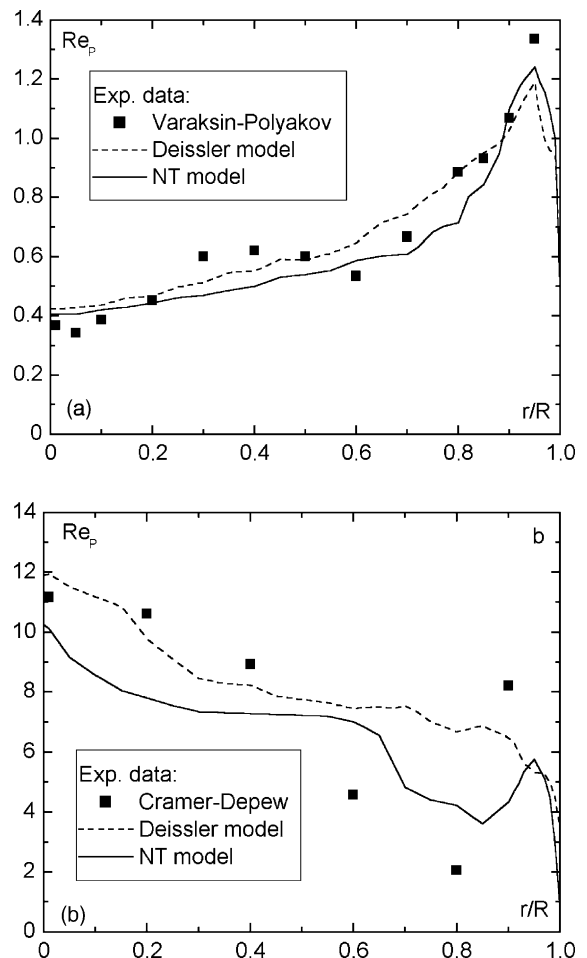 Re_P
1.4
1.2
1.0
0.8
0.6
0.4
0.2
0
Exp. data:
Varaksin-Polyakov
Deissler model
NT model
(a)
r/R
0 0.2 0.4 0.6 0.8 1.0
Re_P
b
14
12
10
8
6
4
2
0
Exp. data:
Cramer-Depew
Deissler model
NT model
(b)
r/R
0 0.2 0.4 0.6 0.8 1.0